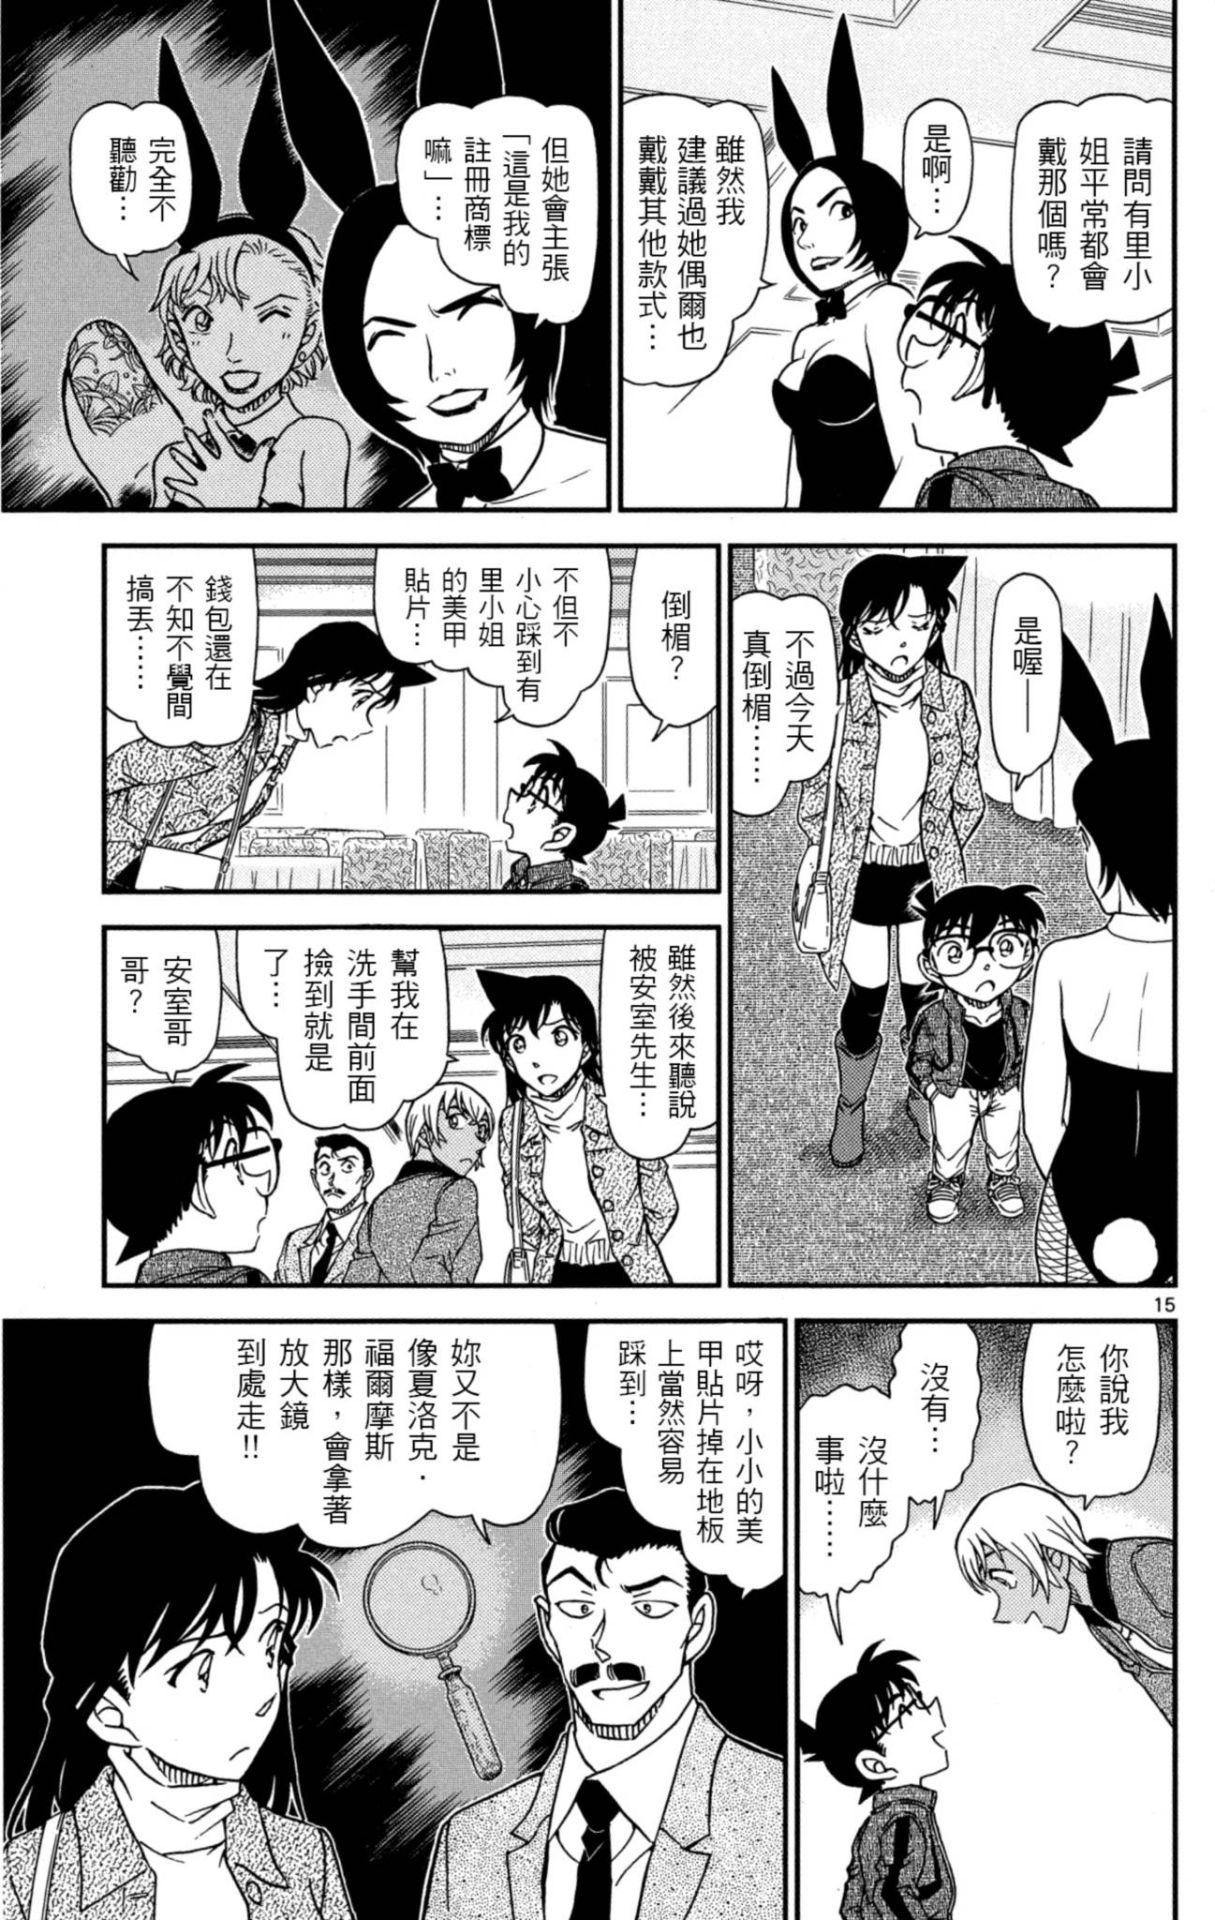 請問有里小
姐平常都會
戴那個嗎？
是啊…
雖然我
建議過她偶爾也
戴戴其他款式…
但她會主張
「這是我的
註冊商標
嘛」…
完全不
聽勸…
是喔——
不過今天
真倒楣……
倒楣？
不但不
小心踩到有
里小姐
的美甲
貼片…
錢包還在
不知不覺間
搞丟……
雖然後來聽說
被安室先生…
幫我在
洗手間前面
撿到就是
了…
安室哥
哥？
15
你說我
怎麼啦？
沒有…
沒什麼
事啦……
哎呀，小小的美
甲貼片掉在地板
上當然容易
踩到…
妳又不是
像夏洛克．
福爾摩斯
那樣，會拿著
放大鏡
到處走!!